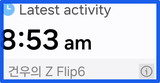 Latest activity
8:53 am
건우의 Z Flip6